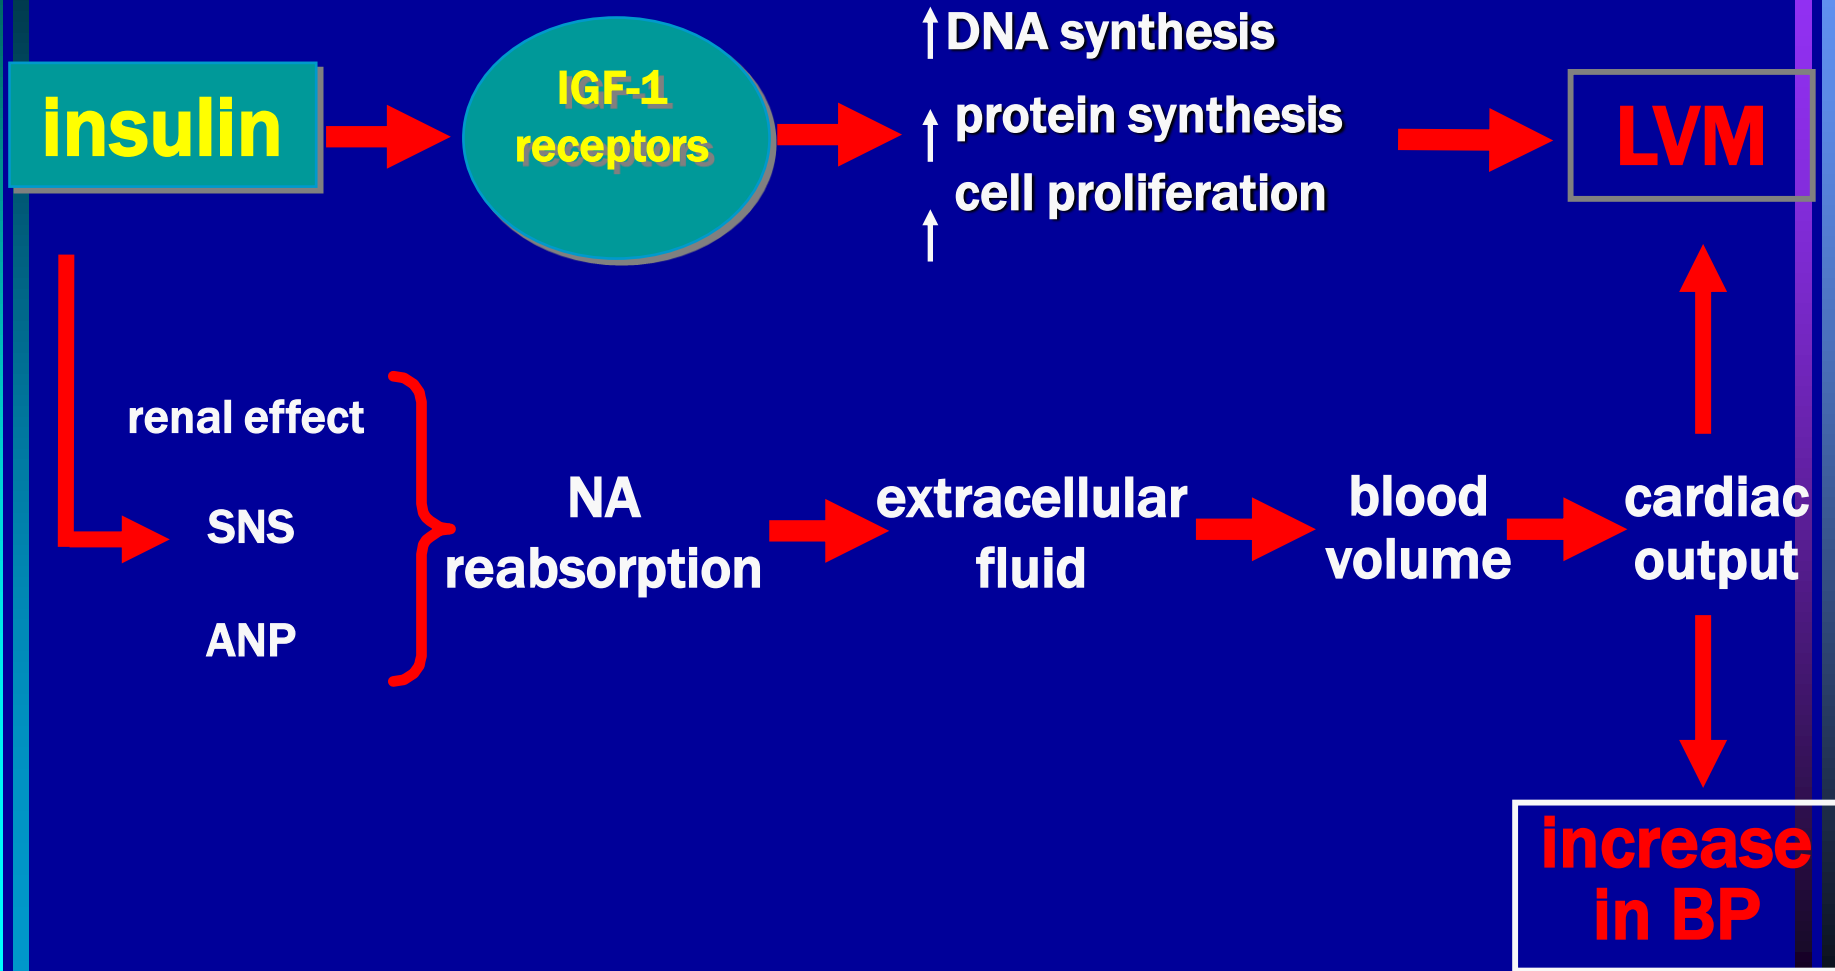 DNA synthesis
insulin
IGF-1
receptors
protein synthesis
cell proliferation
LVM
renal effect
SNS
ANP
NA
reabsorption
extracellular
fluid
blood
volume
cardiac
output
increase
in BP